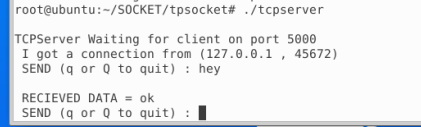 root@ubuntu:~/SOCKET/tpsocket# ./tcpserver
TCPServer Waiting for client on port 5000
I got a connection from (127.0.0.1 , 45672)
SEND (q or Q to quit) : hey
RECIEVED DATA = ok
SEND (q or Q to quit) :